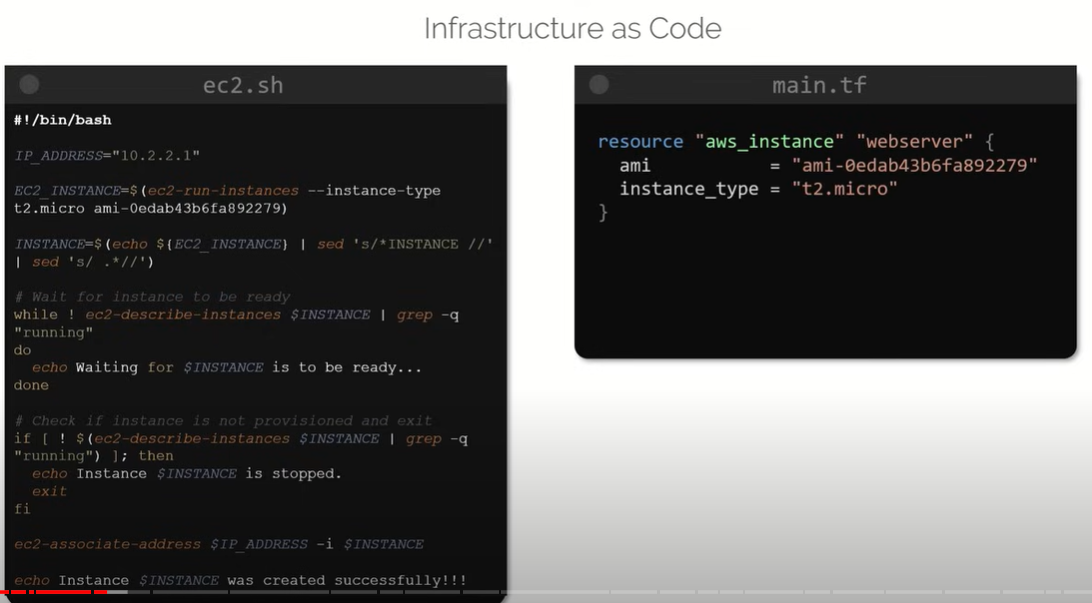 Infrastructure as Code
ec2.sh
#!/bin/bash
IP_ADDRESS="10.2.2.1"
EC2_INSTANCE=$(ec2-run-instances --instance-type
t2.micro ami-0edab43b6fa892279)
INSTANCE=$(echo ${EC2_INSTANCE} | sed 's/*INSTANCE //'
| sed 's/ .*//')
# Wait for instance to be ready
while ! ec2-describe-instances $INSTANCE | grep -q
"running"
do
echo Waiting for $INSTANCE is to be ready...
done
# Check if instance is not provisioned and exit
if [ ! $(ec2-describe-instances $INSTANCE | grep -q
"running") ]; then
echo Instance $INSTANCE is stopped.
exit
fi
ec2-associate-address $IP_ADDRESS -i $INSTANCE
echo Instance $INSTANCE was created successfully!!!
main.tf
resource "aws_instance" "webserver" {
ami = "ami-0edab43b6fa892279"
instance_type = "t2.micro"
}